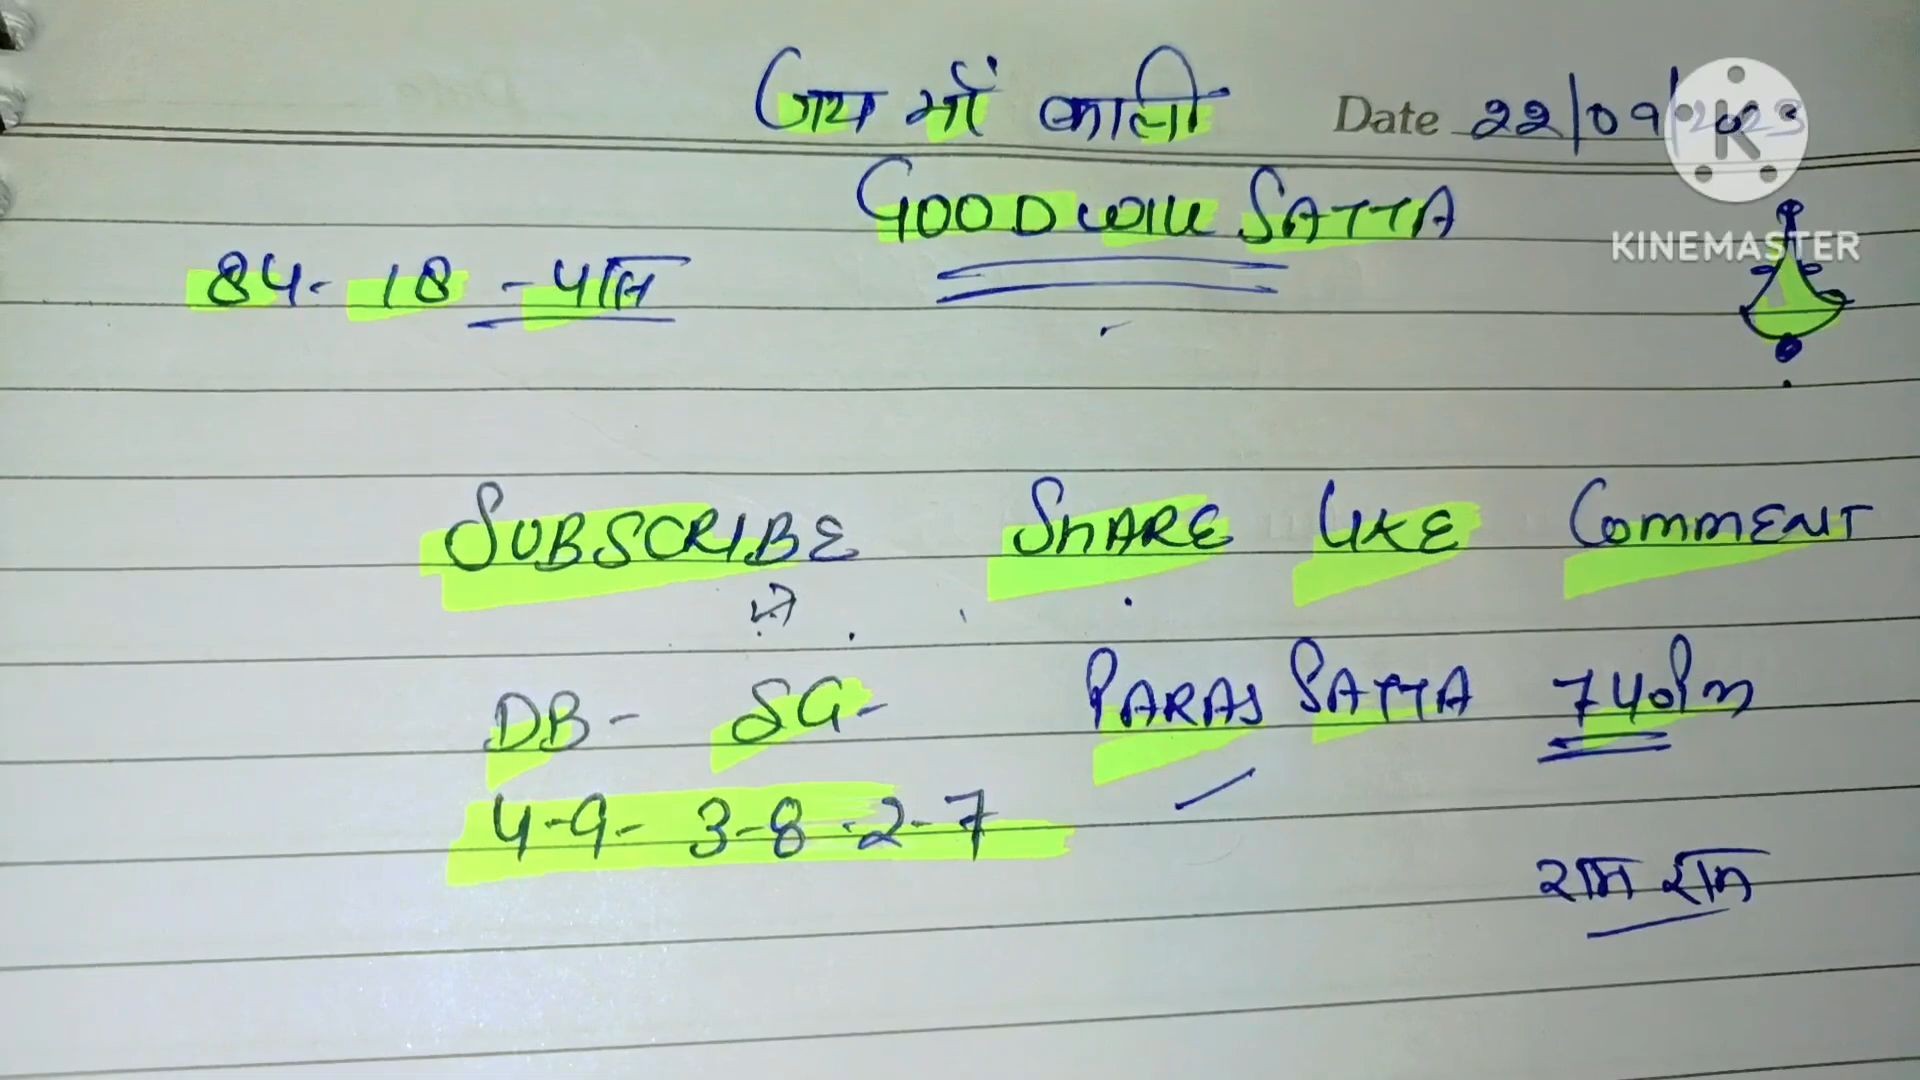 जय माँ काली Date 22/09/2023
GOODWILL SATTA
KINEMASTER
84- 18 - पास
SUBSCRIBE SHARE LIKE COMMENT
DB- SG- PARAS SATTA
4-9- 3-8-2-7
राम राम